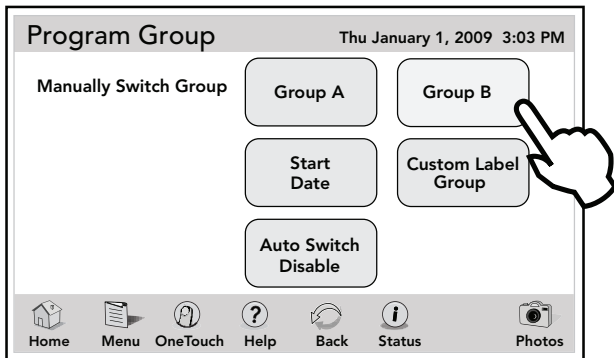 Program Group
Thu January 1, 2009 3:03 PM
Manually Switch Group
Group A
Group B
Start
Date
Custom Label
Group
Auto Switch
Disable
Home
Menu
OneTouch
Help
Back
Status
Photos